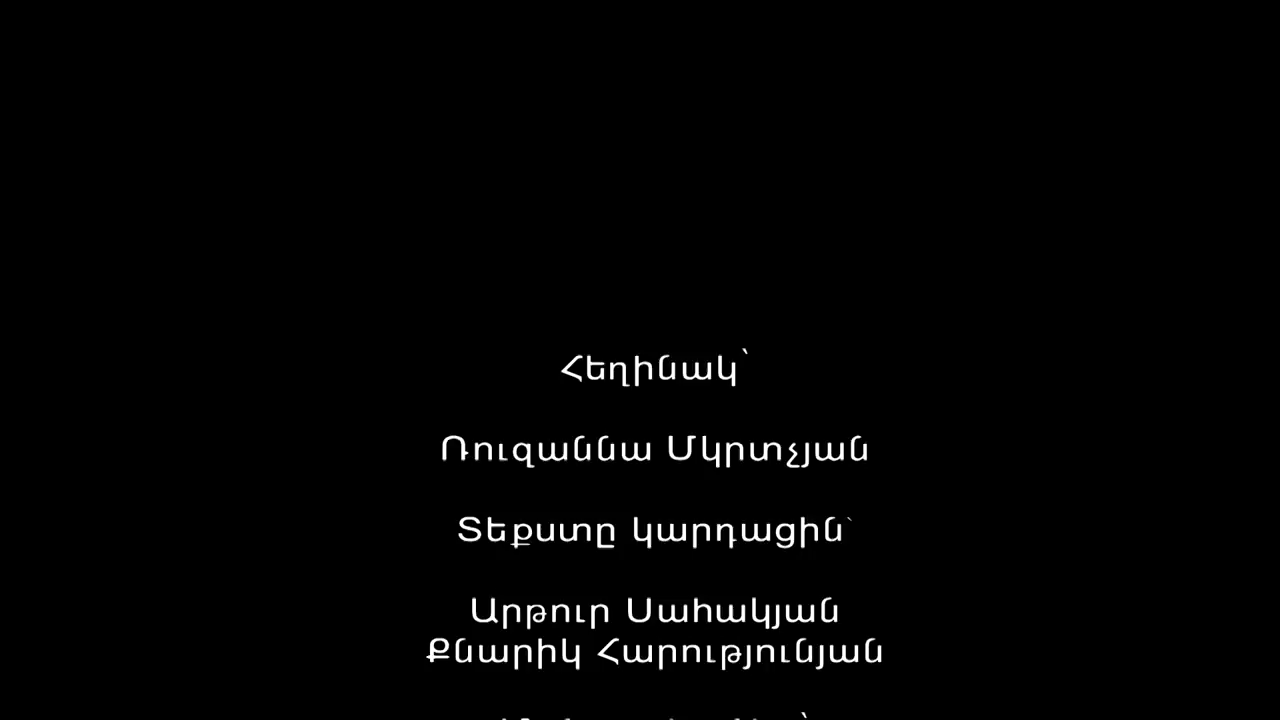 Հեղինակ՝
Ռուզաննա Մկրտչյան
Տեքստը կարդացին՝
Արթուր Սահակյան
Քնարիկ Հարությունյան